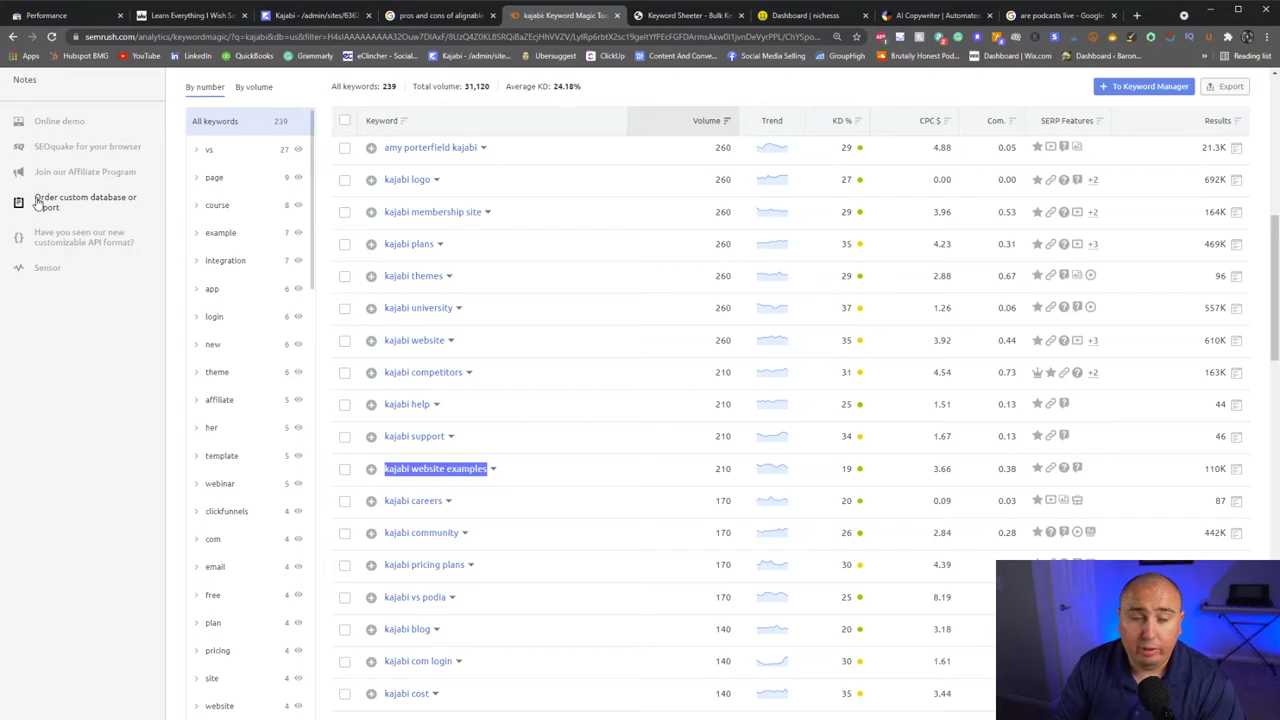 Performance
Learn Everything I Wish So
Kajabi - /admin/sites/6362
pros and cons of alignable
kajabi: Keyword Magic Tou
Keyword Sheeter - Bulk Ke
Dashboard | nichesss
AI Copywriter | Automated
are podcasts live - Google
Apps
Hubspot BMG
YouTube
LinkedIn
QuickBooks
Grammarly
eClincher - Social...
Kajabi - /admin/site...
Ubersuggest
ClickUp
Content And Conver...
Social Media Selling
GHL
Brutally Honest Pod...
Dashboard | Wix.com
Dashboard ‹ Baron...
Reading list
Notes
Online demo
SEOquake for your browser
Join our Affiliate Program
Order custom database or
port
Have you seen our new
customizable API format?
Sensor
By number
By volume
All keywords: 239
Total volume: 31,120
Average KD: 24.18%
+ To Keyword Manager
Export
All keywords 239
vs 27
page 9
course 8
example 7
integration 7
app 6
login 6
new 6
theme 6
affiliate 5
her 5
template 5
webinar 5
clickfunnels 4
com 4
email 4
free 4
plan 4
pricing 4
site 4
website 4
Keyword Volume Trend KD % CPC $ Com. SERP Features Results
amy porterfield kajabi 260 29 4.88 0.05 21.3K
kajabi logo 260 27 0.00 0.00 +2 692K
kajabi membership site 260 29 3.96 0.53 +2 164K
kajabi plans 260 35 4.23 0.31 +3 469K
kajabi themes 260 29 2.88 0.67 96
kajabi university 260 37 1.26 0.06 557K
kajabi website 260 35 3.92 0.44 +3 610K
kajabi competitors 210 31 4.54 0.73 +2 163K
kajabi help 210 25 1.51 0.13 44
kajabi support 210 34 1.67 0.13 46
kajabi website examples 210 19 3.66 0.38 110K
kajabi careers 170 20 0.09 0.03 87
kajabi community 170 26 2.84 0.28 442K
kajabi pricing plans 170 30 4.39
kajabi vs podia 170 25 8.19
kajabi blog 140 20 3.18
kajabi com login 140 30 1.61
kajabi cost 140 35 3.44